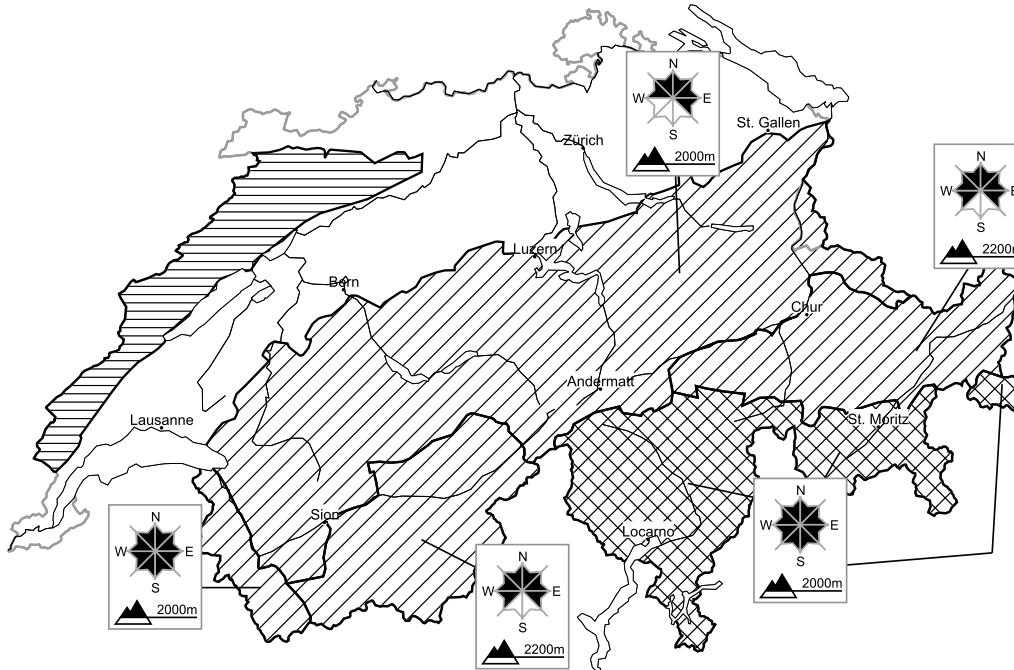 N
W E
S
2000m
Zürich
St. Gallen
N
W E
S
2200m
Luzern
Bern
Chur
Andermatt
St. Moritz
Lausanne
Sion
Locarno
N
W E
S
2000m
N
W E
S
2200m
N
W E
S
2000m